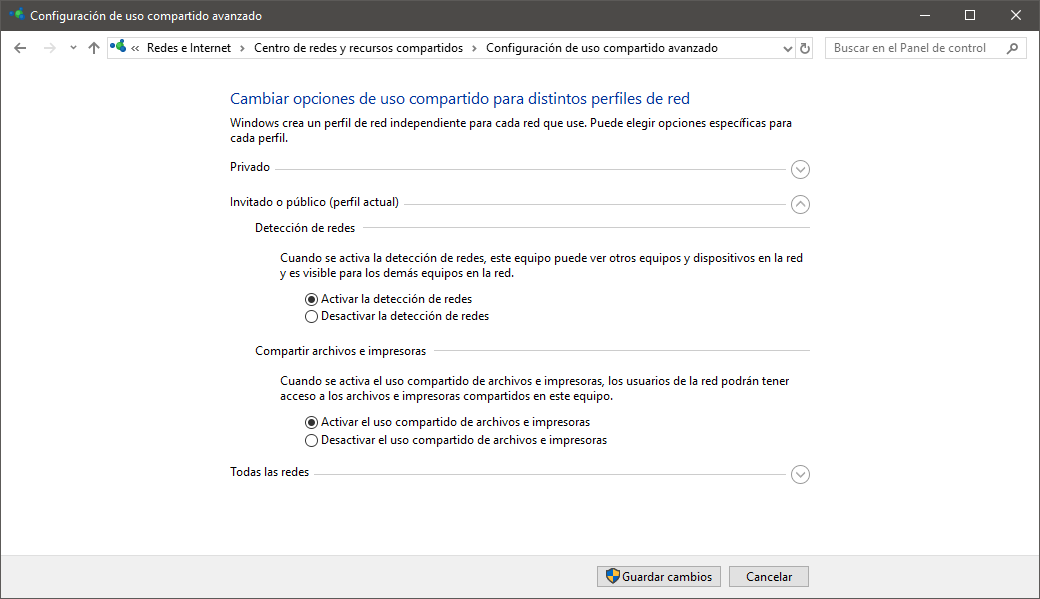 Configuración de uso compartido avanzado
« Redes e Internet > Centro de redes y recursos compartidos > Configuración de uso compartido avanzado
Buscar en el Panel de control
Cambiar opciones de uso compartido para distintos perfiles de red
Windows crea un perfil de red independiente para cada red que use. Puede elegir opciones específicas para
cada perfil.
Privado
Invitado o público (perfil actual)
Detección de redes
Cuando se activa la detección de redes, este equipo puede ver otros equipos y dispositivos en la red
y es visible para los demás equipos en la red.
Activar la detección de redes
Desactivar la detección de redes
Compartir archivos e impresoras
Cuando se activa el uso compartido de archivos e impresoras, los usuarios de la red podrán tener
acceso a los archivos e impresoras compartidos en este equipo.
Activar el uso compartido de archivos e impresoras
Desactivar el uso compartido de archivos e impresoras
Todas las redes
Guardar cambios
Cancelar